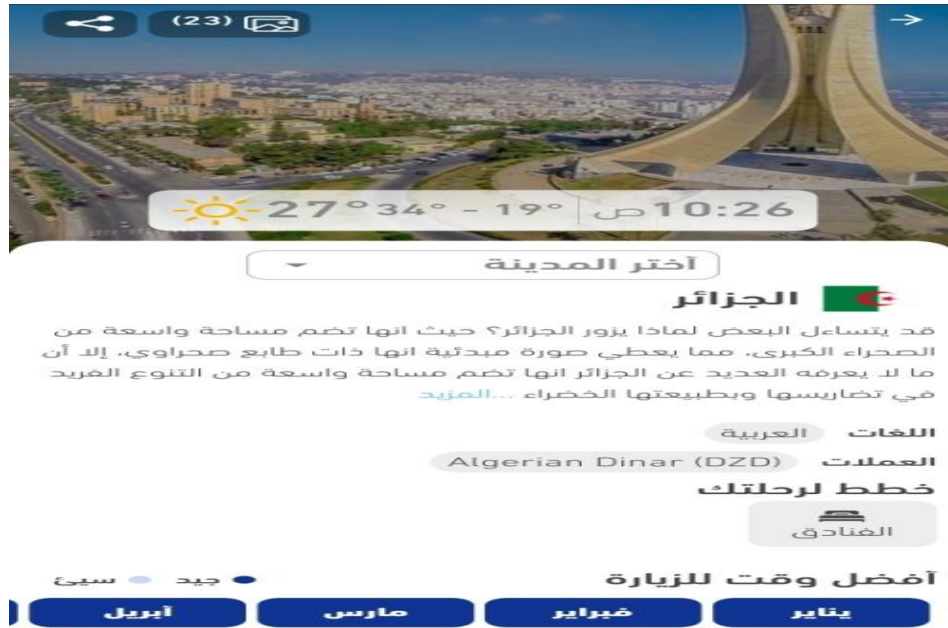 (23)
27° 34° - 19° | 10:26ص
آختر المدينة
الجزائر
قد يتساءل البعض لماذا يزور الجزائر؟ حيث انها تضم مساحة واسعة من
الصحراء الكبرى، مما يعطي صورة مبدئية انها ذات طابع صحراوي، إلا أن
ما لا يعرفه العديد عن الجزائر انها تضم مساحة واسعة من التنوع الفريد
في تضاريسها وبطبيعتها الخضراء ...المزيد
اللغات العربية
العملات Algerian Dinar (DZD)
خطط لرحلتك
الفنادق
أفضل وقت للزيارة جيد سيئ
يناير فبراير مارس أبريل